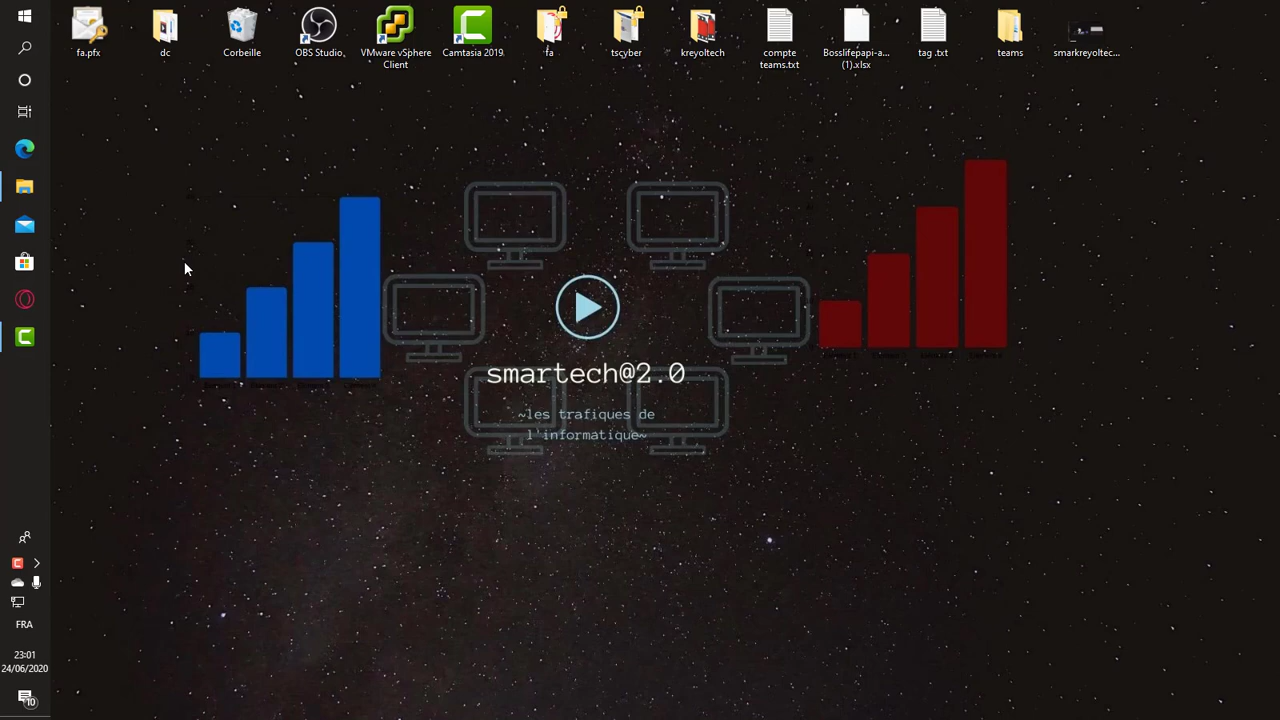 fa.pfx
dc
Corbeille
OBS Studio
VMware vSphere
Client
Camtasia 2019
fa
tscyber
kreyoltech
compte
teams.txt
Bosslifepapi-a...
(1).xlsx
tag .txt
teams
smarkreyoltec...
smartech@2.0
~les trafiques de
l'informatique~
FRA
23:01
24/06/2020
10